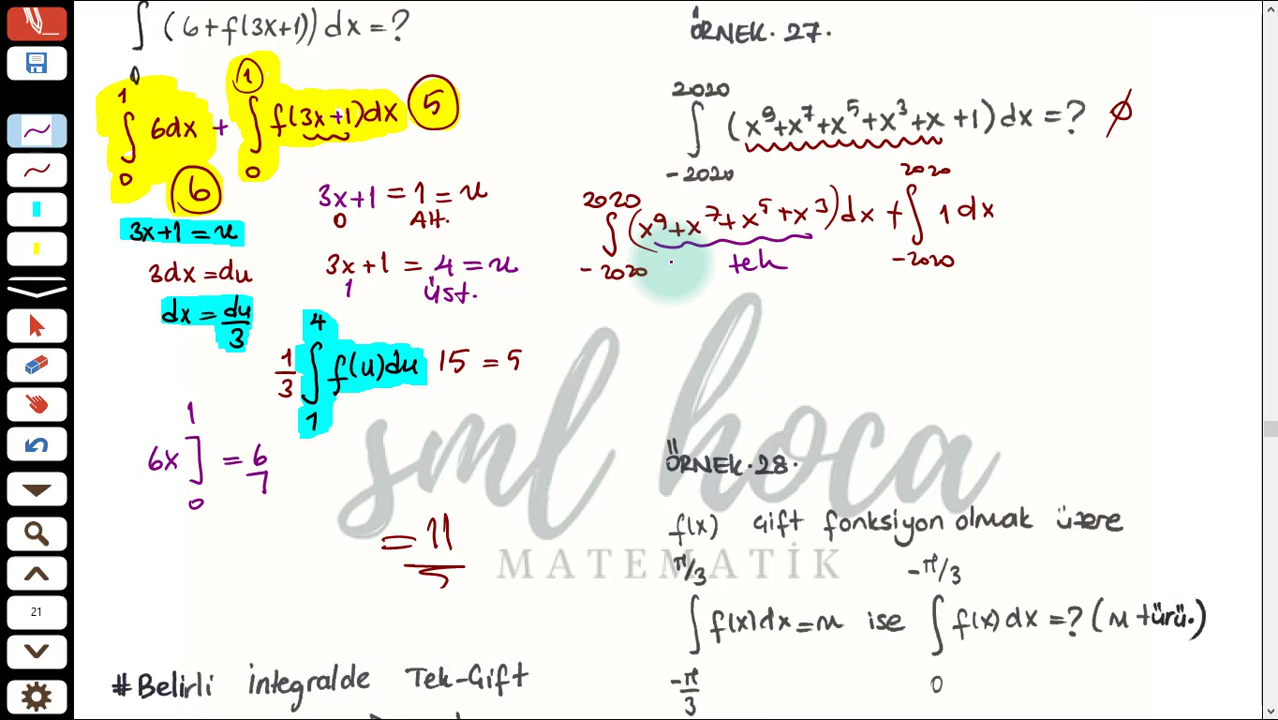 ∫ (6+f(3x+1)) dx = ?
0
1
∫ 6dx + ∫ f(3x+1)dx 5
0
1
0
6
3x+1 = u
3dx = du
dx = du/3
3x+1 = 1 = u
0 Alt.
3x+1 = 4 = u
1 üst.
4
1/3 ∫ f(u)du 15 = 5
1
1
6x ] = 6
0
= 11
#Belirli integralde Tek-Çift
ÖRNEK.27.
2020
∫ (x⁹+x⁷+x⁵+x³+x+1)dx = ? ∅
-2020
2020 2020
∫ (x⁹+x⁷+x⁵+x³)dx + ∫ 1dx
-2020 -2020
tek
sml hoca
MATEMATİK
ÖRNEK.28.
f(x) Çift fonksiyon olmak üzere
π/3 -π/3
∫ f(x)dx = m ise ∫ f(x)dx = ? (m türü.)
-π/3 0
21